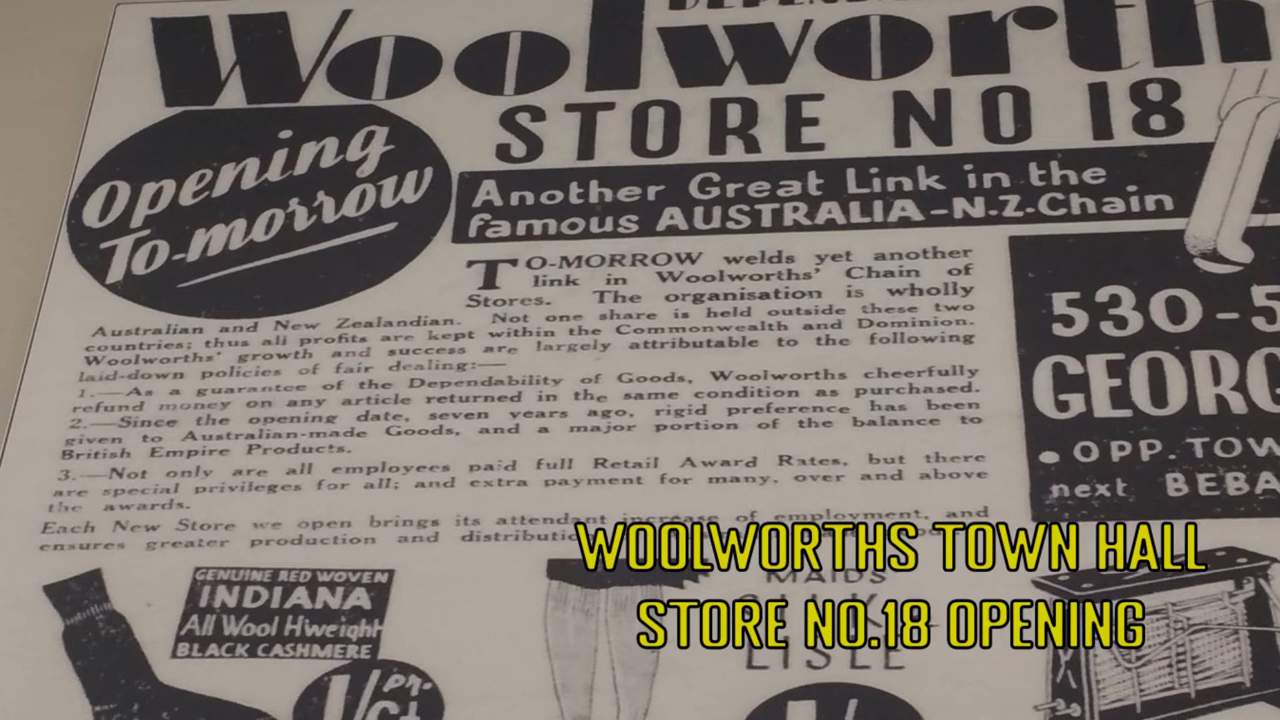 Woolworth
STORE NO 18
Opening
To-morrow
Another Great Link in the
famous AUSTRALIA-N.Z. Chain
TO-MORROW welds yet another
link in Woolworths' Chain of
Stores. The organisation is wholly
Australian and New Zealandian. Not one share is held outside these two
countries; thus all profits are kept within the Commonwealth and Dominion.
Woolworths' growth and success are largely attributable to the following
laid-down policies of fair dealing:—
1.—As a guarantee of the Dependability of Goods, Woolworths cheerfully
refund money on any article returned in the same condition as purchased.
2.—Since the opening date, seven years ago, rigid preference has been
given to Australian-made Goods, and a major portion of the balance to
British Empire Products.
3.—Not only are all employees paid full Retail Award Rates, but there
are special privileges for all; and extra payment for many, over and above
the awards.
Each New Store we open brings its attendant increase of employment, and
ensures greater production and
530-5
GEORG
• OPP. TOW
next BEBA
GENUINE RED WOVEN
INDIANA
All Wool H'weight
BLACK CASHMERE
1/ pr.
MAIDS
SILK
LISLE
WOOLWORTHS TOWN HALL
STORE NO.18 OPENING